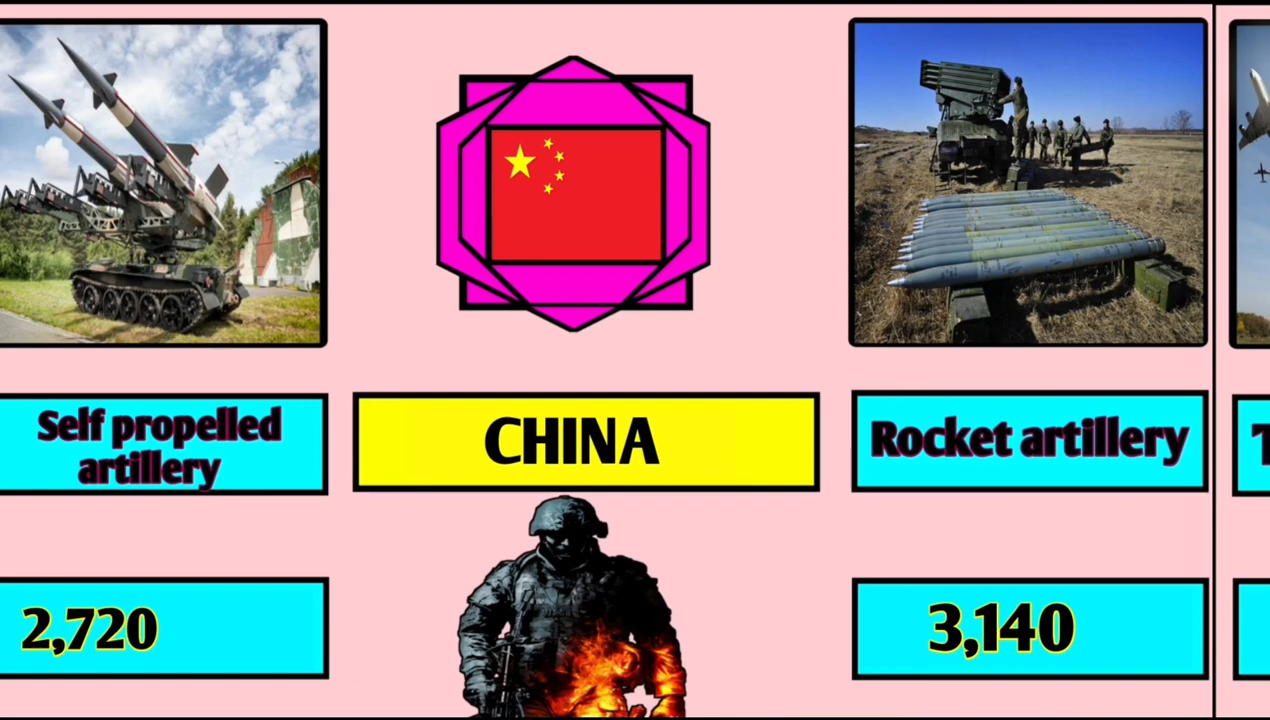 Self propelled
artillery
CHINA
Rocket artillery
T
2,720
3,140